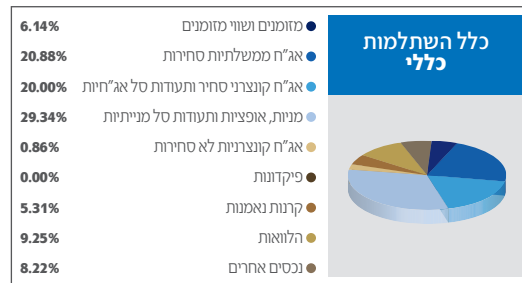 כלל השתלמות
כללי
מזומנים ושווי מזומנים 6.14%
אג"ח ממשלתיות סחירות 20.88%
אג"ח קונצרני סחיר ותעודות סל אג"חיות 20.00%
מניות, אופציות ותעודות סל מנייתיות 29.34%
אג"ח קונצרניות לא סחירות 0.86%
פיקדונות 0.00%
קרנות נאמנות 5.31%
הלוואות 9.25%
נכסים אחרים 8.22%